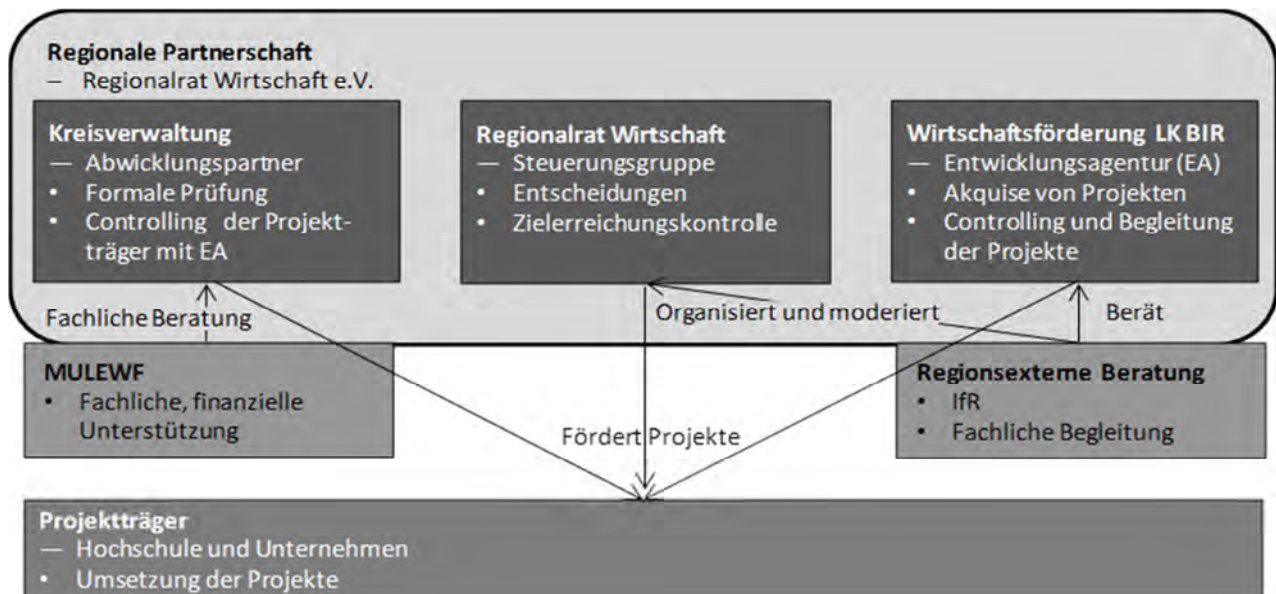 Regionale Partnerschaft
– Regionalrat Wirtschaft e.V.
Kreisverwaltung
— Abwicklungspartner
• Formale Prüfung
• Controlling der Projekt-
träger mit EA
Regionalrat Wirtschaft
— Steuerungsgruppe
• Entscheidungen
• Zielerreichungskontrolle
Wirtschaftsförderung LK BIR
— Entwicklungsagentur (EA)
• Akquise von Projekten
• Controlling und Begleitung
der Projekte
Fachliche Beratung
Organisiert und moderiert
Berät
MULEWF
• Fachliche, finanzielle
Unterstützung
Regionsexterne Beratung
• IfR
• Fachliche Begleitung
Fördert Projekte
Projektträger
— Hochschule und Unternehmen
• Umsetzung der Projekte